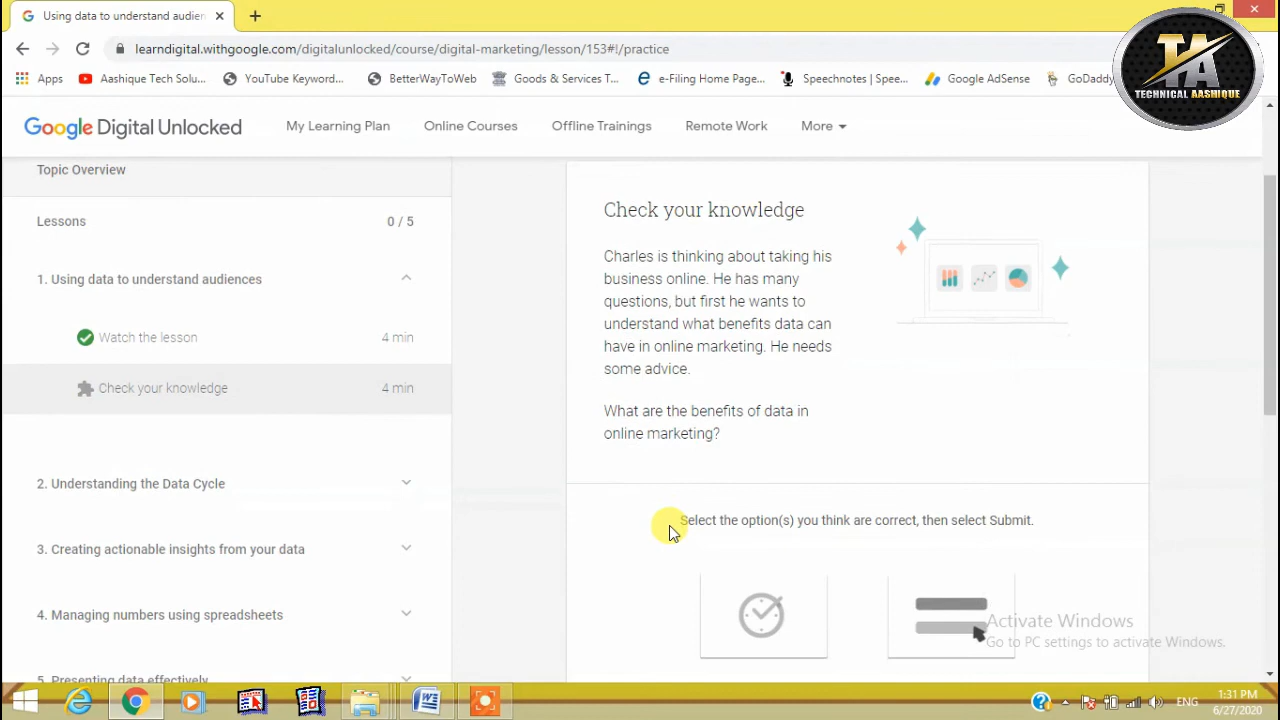 Using data to understand audien
learndigital.withgoogle.com/digitalunlocked/course/digital-marketing/lesson/153#!/practice
Apps
Aashique Tech Solu...
YouTube Keyword...
BetterWayToWeb
Goods & Services T...
e-Filing Home Page...
Speechnotes | Spee...
Google AdSense
GoDaddy
TA
TECHNICAL AASHIQUE
Google Digital Unlocked
My Learning Plan
Online Courses
Offline Trainings
Remote Work
More
Topic Overview
Lessons 0 / 5
1. Using data to understand audiences
Watch the lesson 4 min
Check your knowledge 4 min
2. Understanding the Data Cycle
3. Creating actionable insights from your data
4. Managing numbers using spreadsheets
5. Presenting data effectively
Check your knowledge
Charles is thinking about taking his
business online. He has many
questions, but first he wants to
understand what benefits data can
have in online marketing. He needs
some advice.
What are the benefits of data in
online marketing?
Select the option(s) you think are correct, then select Submit.
Activate Windows
Go to PC settings to activate Windows.
ENG
1:31 PM
6/27/2020